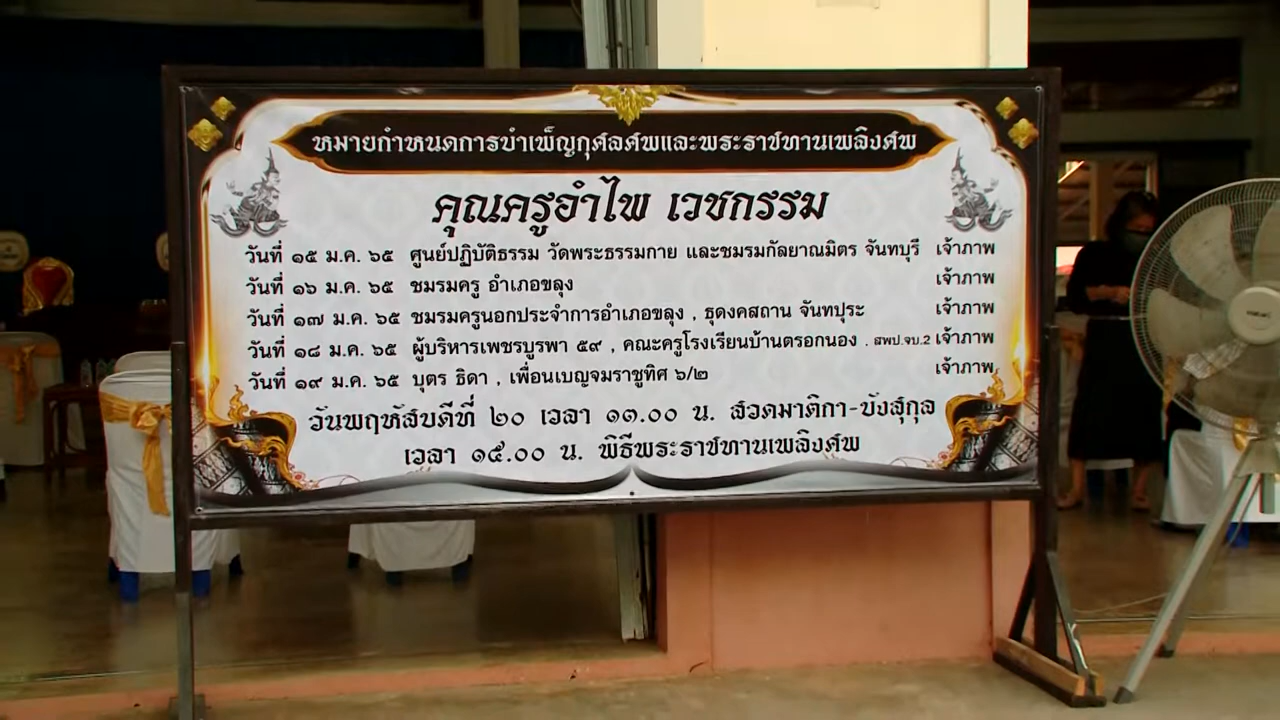 หมายกำหนดการบำเพ็ญกุศลศพและพระราชทานเพลิงศพ
คุณครูอำไพ เวชกรรม
วันที่ ๑๕ ม.ค. ๖๕ ศูนย์ปฏิบัติธรรม วัดพระธรรมกาย และชมรมกัลยาณมิตร จันทบุรี เจ้าภาพ
วันที่ ๑๖ ม.ค. ๖๕ ชมรมครู อำเภอขลุง เจ้าภาพ
วันที่ ๑๗ ม.ค. ๖๕ ชมรมครูนอกประจำการอำเภอขลุง , ธุดงคสถาน จันทปุระ เจ้าภาพ
วันที่ ๑๘ ม.ค. ๖๕ ผู้บริหารเพชรบูรพา ๕๙ , คณะครูโรงเรียนบ้านตรอกนอง . สพป.จบ.2 เจ้าภาพ
วันที่ ๑๙ ม.ค. ๖๕ บุตร ธิดา , เพื่อนเบญจมราชูทิศ ๖/๒ เจ้าภาพ
วันพฤหัสบดีที่ ๒๐ เวลา ๑๓.๐๐ น. สวดมาติกา-บังสุกุล
เวลา ๑๕.๐๐ น. พิธีพระราชทานเพลิงศพ